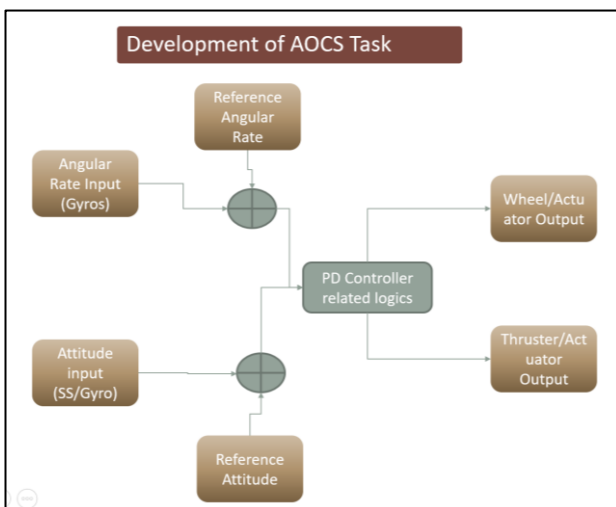 Development of AOCS Task
Reference
Angular
Rate
Angular
Rate Input
(Gyros)
Wheel/Actu
ator Output
PD Controller
related logics
Attitude
input
(SS/Gyro)
Thruster/Act
uator
Output
Reference
Attitude